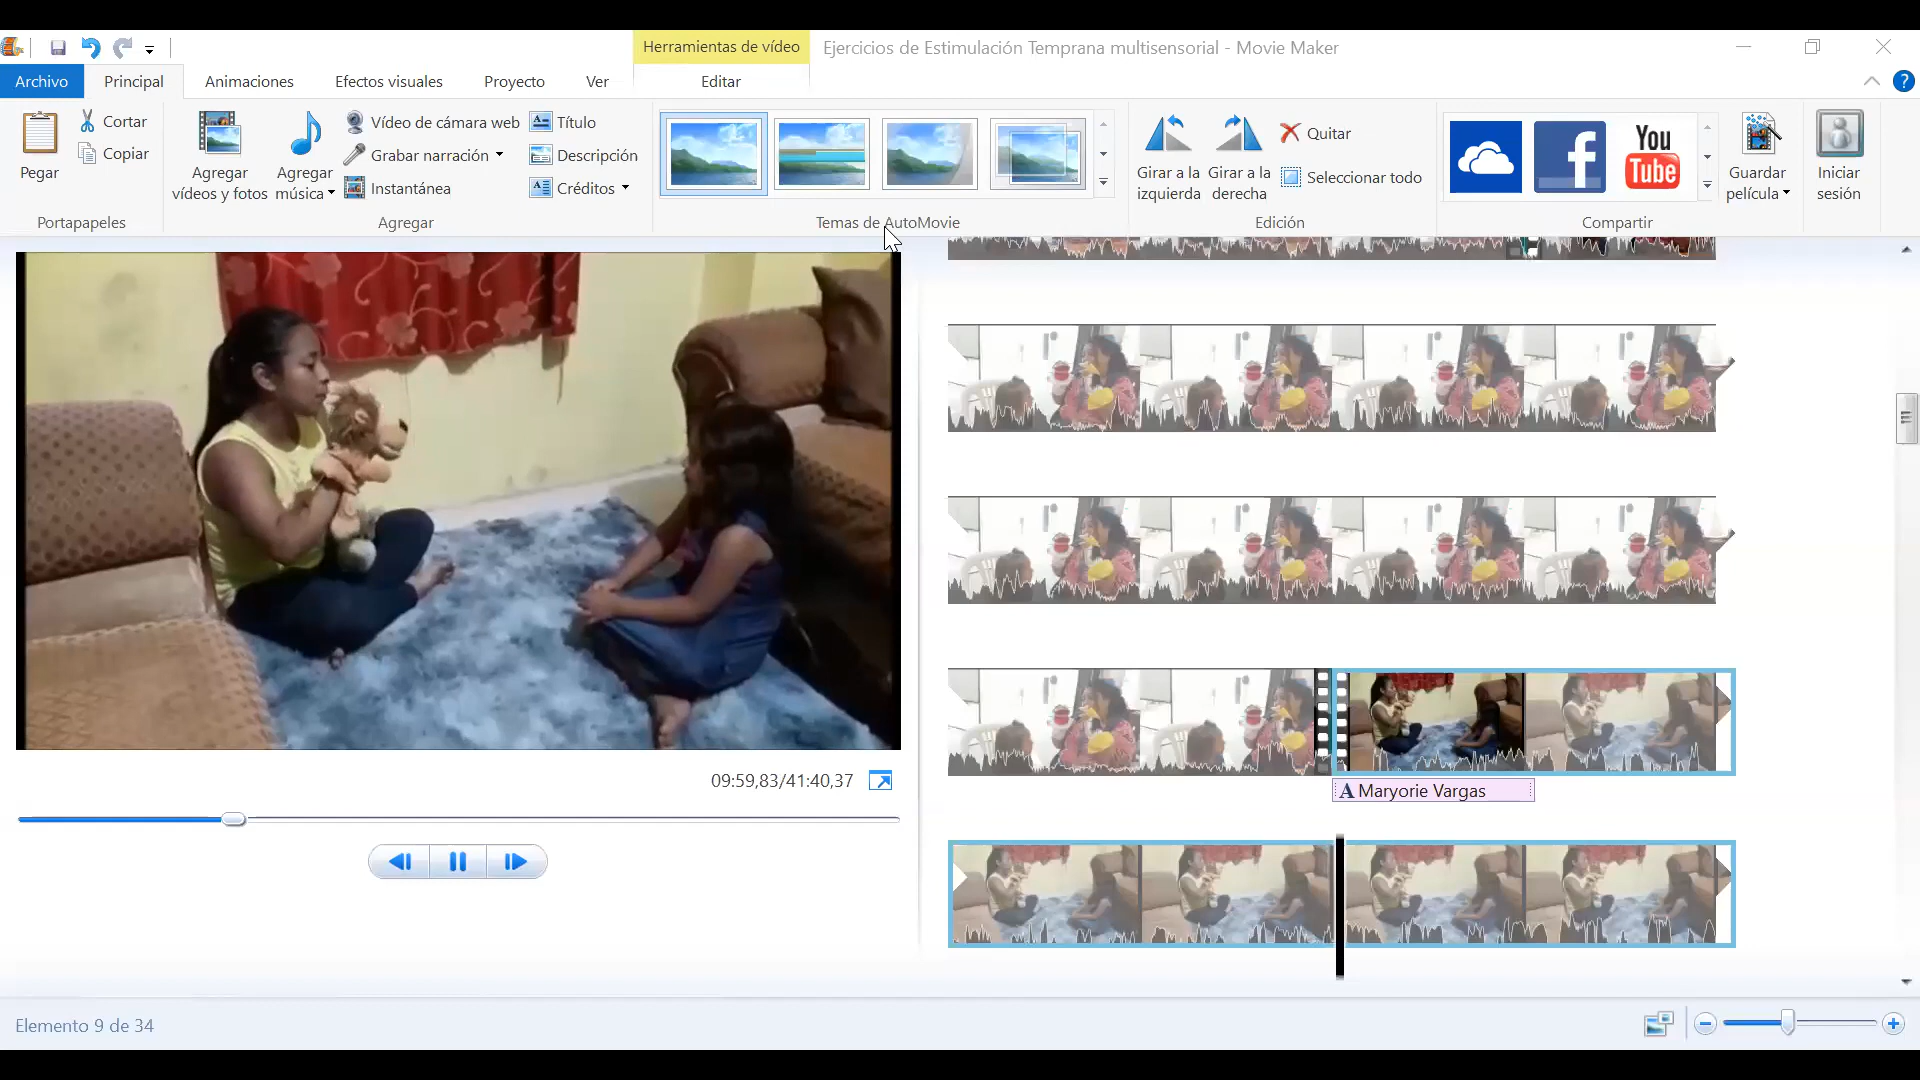 Herramientas de vídeo
Ejercicios de Estimulación Temprana multisensorial - Movie Maker
Archivo
Principal
Animaciones
Efectos visuales
Proyecto
Ver
Editar
?
Pegar
Cortar
Copiar
Portapapeles
Agregar
vídeos y fotos
Agregar
música
Vídeo de cámara web
Grabar narración
Instantánea
Título
Descripción
Créditos
Agregar
Temas de AutoMovie
Girar a la
izquierda
Girar a la
derecha
Quitar
Seleccionar todo
Edición
f
You
Tube
Compartir
Guardar
película
Iniciar
sesión
09:59,83/41:40,37
A Maryorie Vargas
Elemento 9 de 34